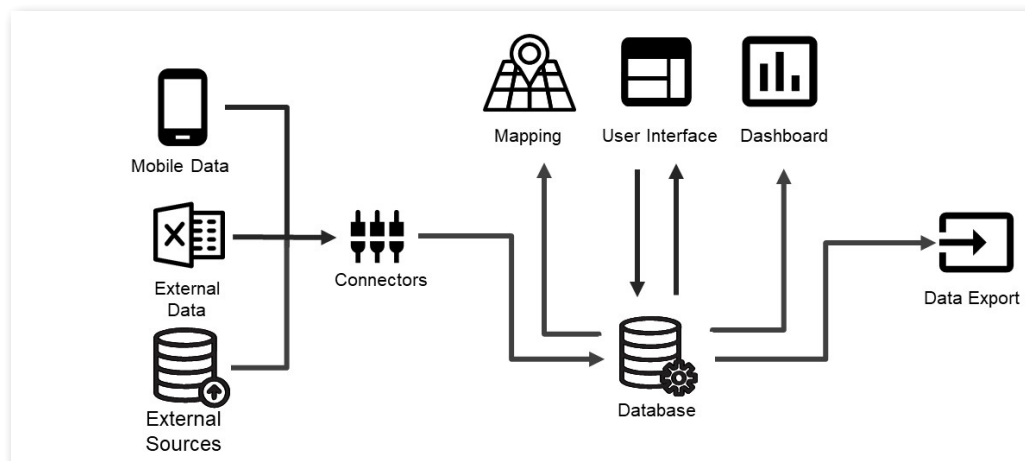 Mapping
User Interface
Dashboard
Mobile Data
External
Data
Connectors
Data Export
Database
External
Sources